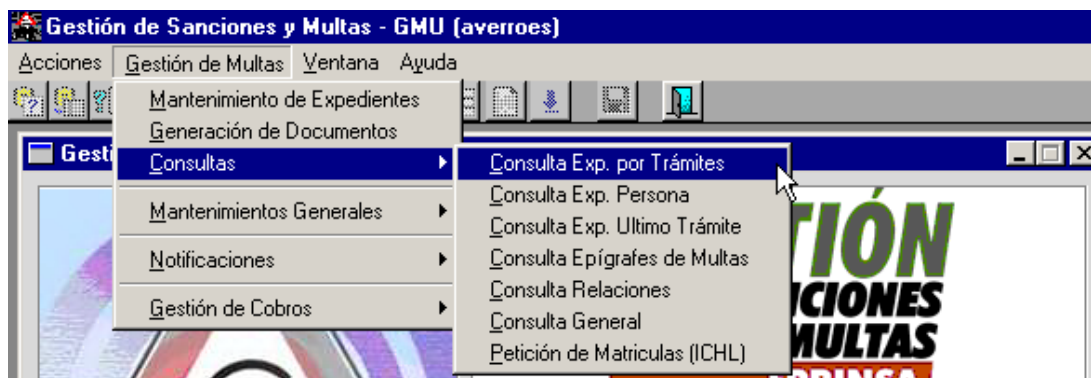 Gestión de Sanciones y Multas - GMU (averroes)
Acciones Gestión de Multas Ventana Ayuda
Mantenimiento de Expedientes
Generación de Documentos
Gesti
Consultas
Mantenimientos Generales
Notificaciones
Gestión de Cobros
Consulta Exp. por Trámites
Consulta Exp. Persona
Consulta Exp. Ultimo Trámite
Consulta Epígrafes de Multas
Consulta Relaciones
Consulta General
Petición de Matriculas (ICHL)
TIÓN
NCIONES
MULTAS